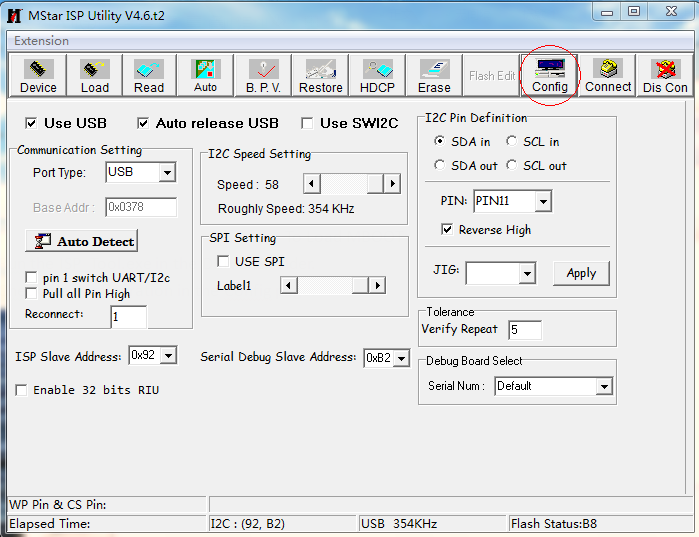 MStar ISP Utility V4.6.t2
Extension
Device Load Read Auto B. P. V. Restore HDCP Erase Flash Edit Config Connect Dis Con
Use USB Auto release USB Use SWI2C
Communication Setting
Port Type: USB
Base Addr : 0x0378
Auto Detect
pin 1 switch UART/I2c
Pull all Pin High
Reconnect: 1
I2C Speed Setting
Speed : 58
Roughly Speed: 354 KHz
SPI Setting
USE SPI
Label1
I2C Pin Definition
SDA in SCL in
SDA out SCL out
PIN: PIN11
Reverse High
JIG: Apply
Tolerance
Verify Repeat 5
ISP Slave Address: 0x92 Serial Debug Slave Address: 0xB2
Debug Board Select
Serial Num : Default
Enable 32 bits RIU
WP Pin & CS Pin:
Elapsed Time: I2C : (92, B2) USB 354KHz Flash Status:B8